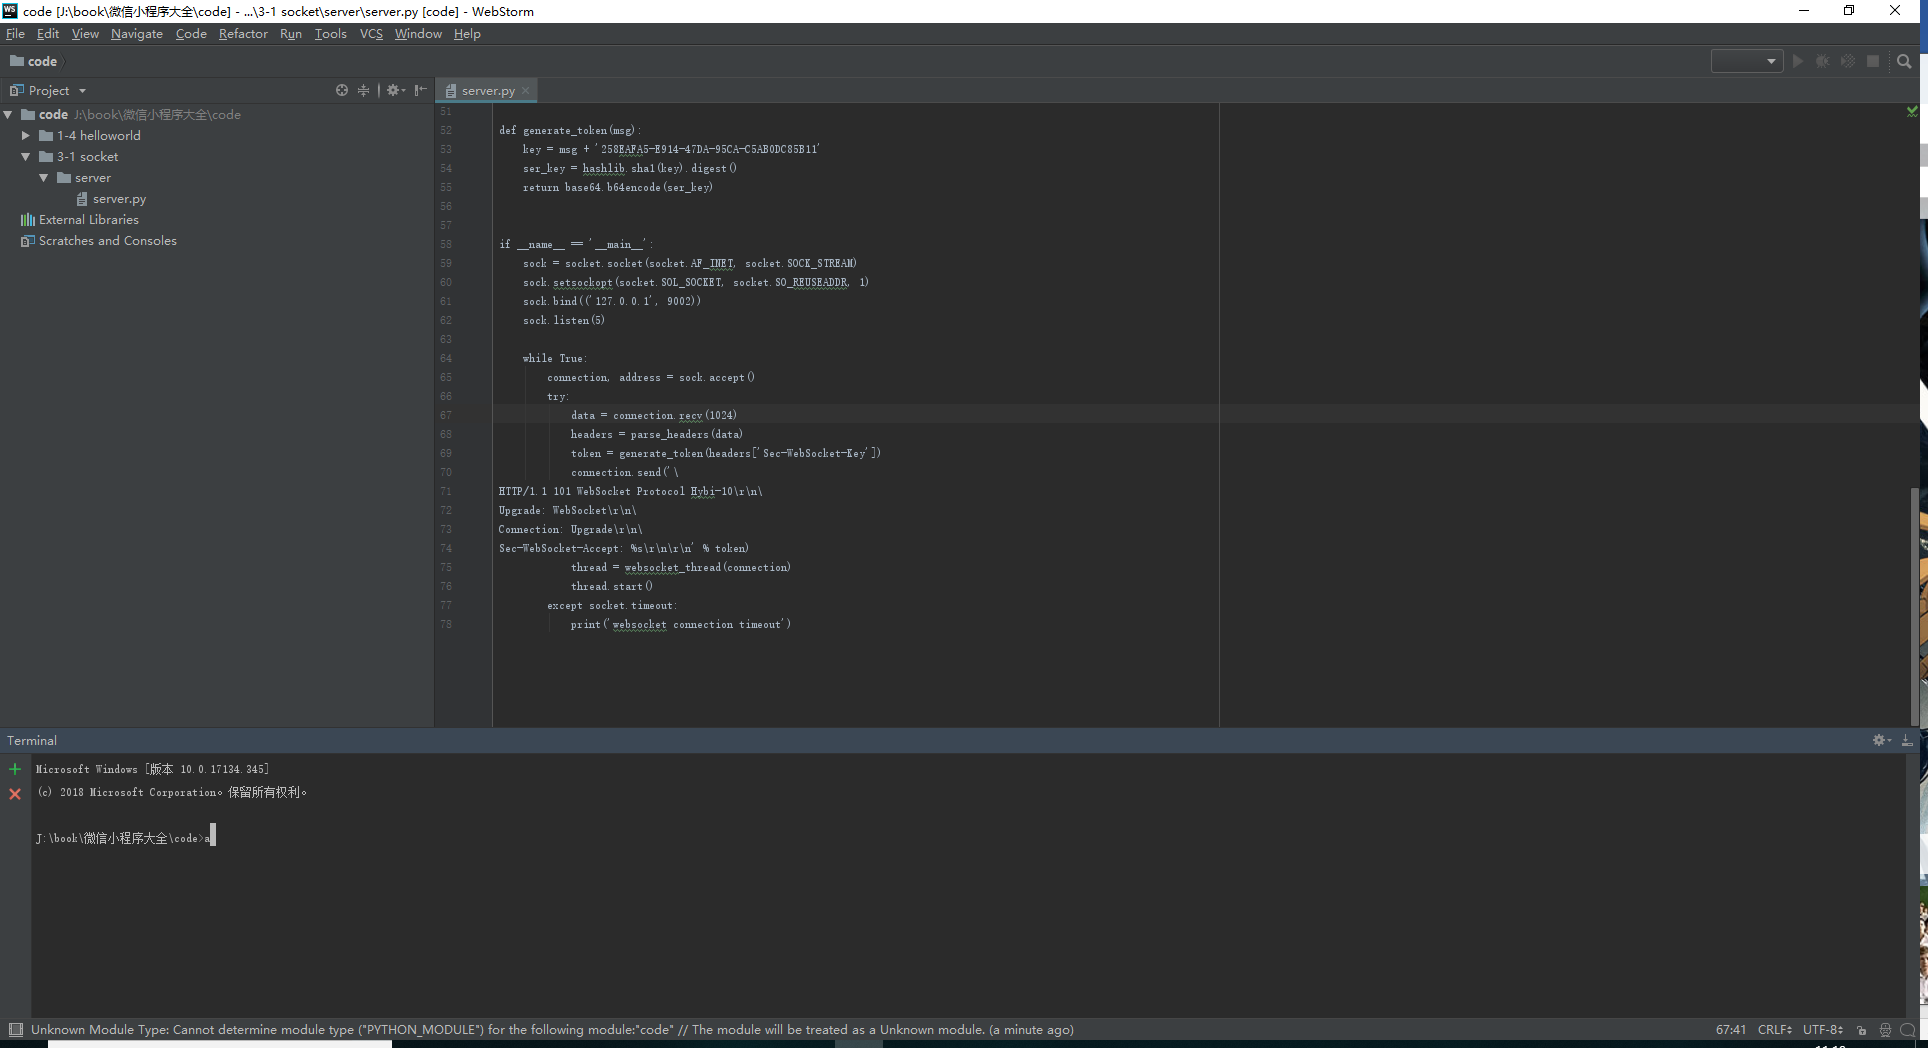 code [J:\book\微信小程序大全\code] - ...\3-1 socket\server\server.py [code] - WebStorm
File Edit View Navigate Code Refactor Run Tools VCS Window Help
code
Project
server.py
code J:\book\微信小程序大全\code
1-4 helloworld
3-1 socket
server
server.py
External Libraries
Scratches and Consoles
51
52 def generate_token(msg):
53 key = msg + '258EAFA5-E914-47DA-95CA-C5AB0DC85B11'
54 ser_key = hashlib.sha1(key).digest()
55 return base64.b64encode(ser_key)
56
57
58 if __name__ == '__main__':
59 sock = socket.socket(socket.AF_INET, socket.SOCK_STREAM)
60 sock.setsockopt(socket.SOL_SOCKET, socket.SO_REUSEADDR, 1)
61 sock.bind(('127.0.0.1', 9002))
62 sock.listen(5)
63
64 while True:
65 connection, address = sock.accept()
66 try:
67 data = connection.recv(1024)
68 headers = parse_headers(data)
69 token = generate_token(headers['Sec-WebSocket-Key'])
70 connection.send('\
71 HTTP/1.1 101 WebSocket Protocol Hybi-10\r\n\
72 Upgrade: WebSocket\r\n\
73 Connection: Upgrade\r\n\
74 Sec-WebSocket-Accept: %s\r\n\r\n' % token)
75 thread = websocket_thread(connection)
76 thread.start()
77 except socket.timeout:
78 print('websocket connection timeout')
Terminal
Microsoft Windows [版本 10.0.17134.345]
(c) 2018 Microsoft Corporation。保留所有权利。
J:\book\微信小程序大全\code>a
Unknown Module Type: Cannot determine module type ("PYTHON_MODULE") for the following module:"code" // The module will be treated as a Unknown module. (a minute ago)
67:41 CRLF UTF-8